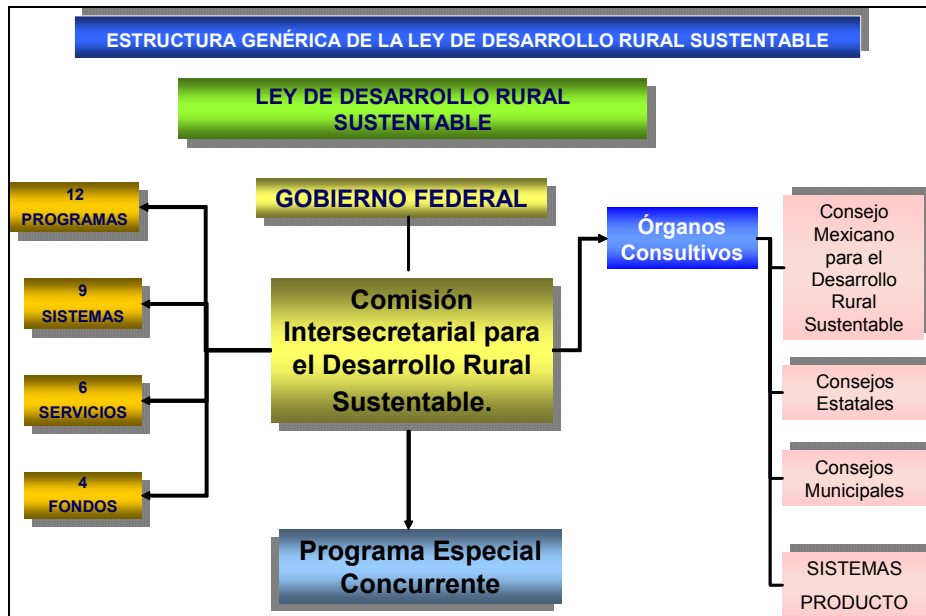 ESTRUCTURA GENÉRICA DE LA LEY DE DESARROLLO RURAL SUSTENTABLE
LEY DE DESARROLLO RURAL
SUSTENTABLE
12
PROGRAMAS
9
SISTEMAS
6
SERVICIOS
4
FONDOS
GOBIERNO FEDERAL
Comisión
Intersecretarial para
el Desarrollo Rural
Sustentable.
Programa Especial
Concurrente
Órganos
Consultivos
Consejo
Mexicano
para el
Desarrollo
Rural
Sustentable
Consejos
Estatales
Consejos
Municipales
SISTEMAS
PRODUCTO